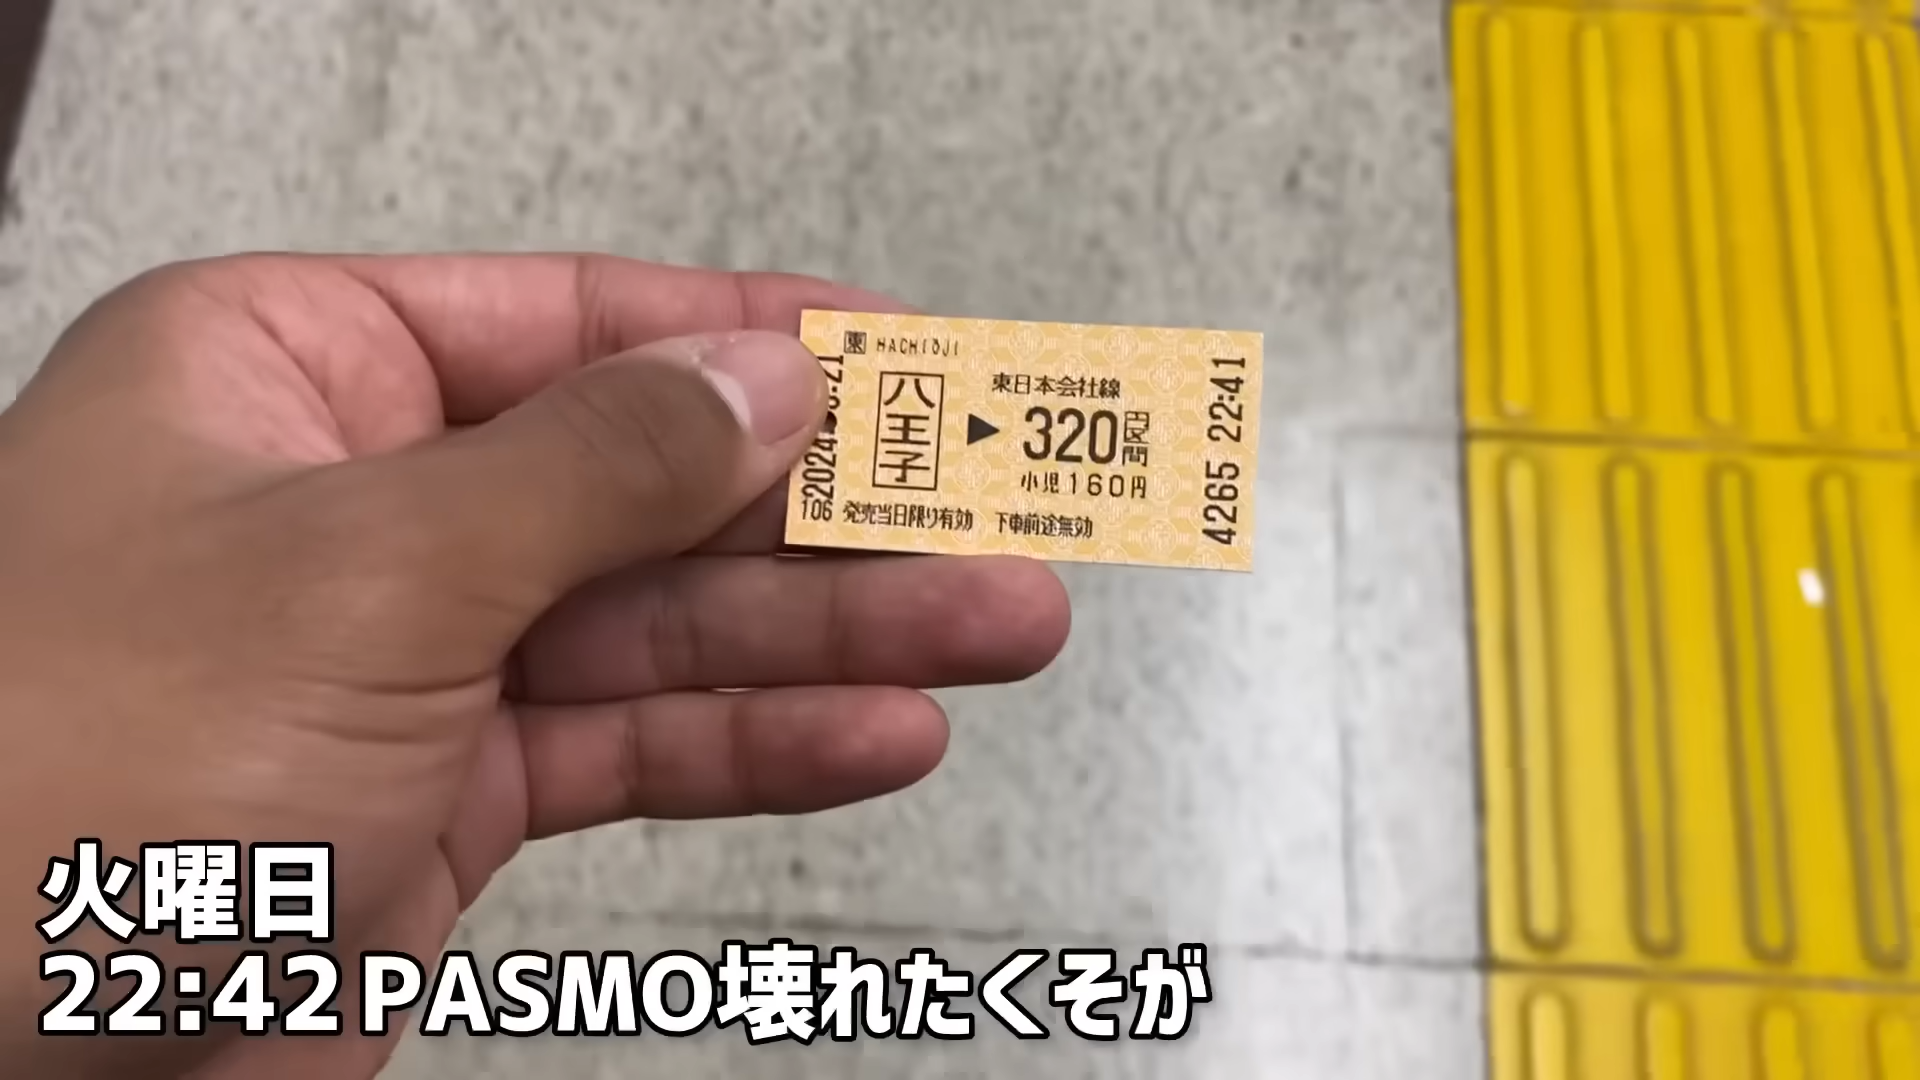 東 HACHIOJI
八王子
東日本会社線
▶ 320円区間
小児160円
発売当日限り有効 下車前途無効
106
4265 22:41
火曜日
22:42 PASMO壊れたくそが